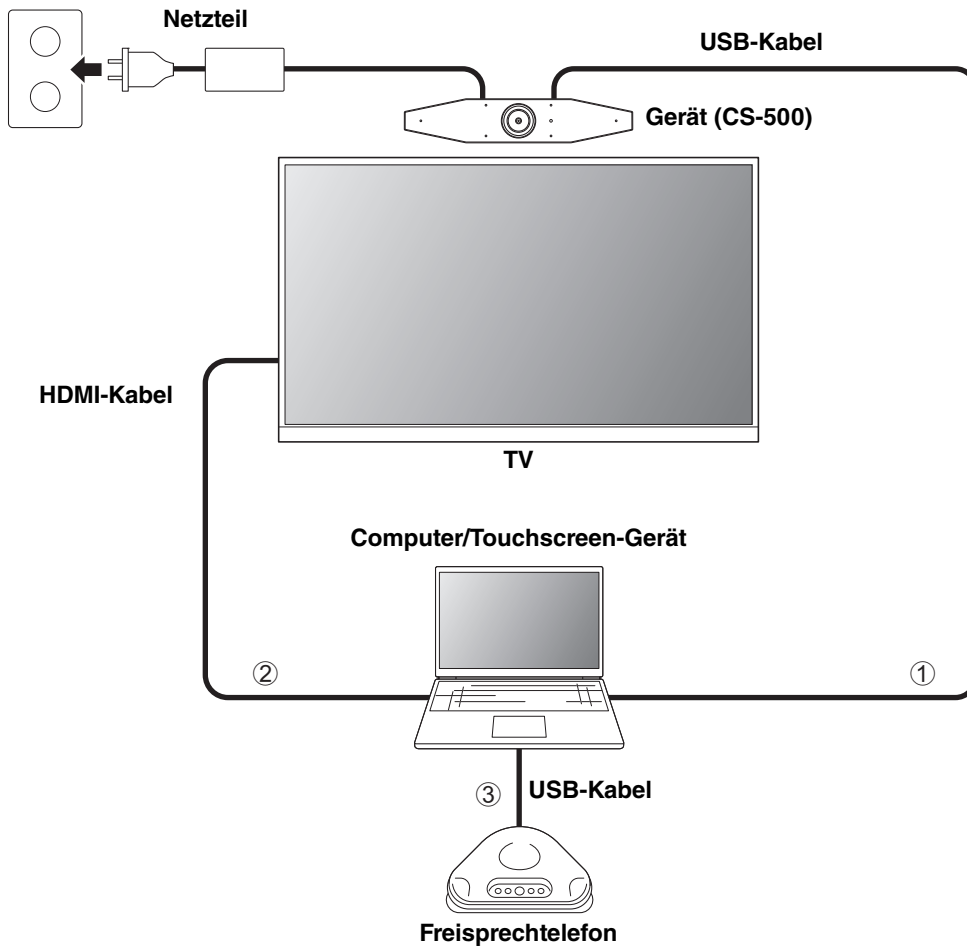 Netzteil
USB-Kabel
Gerät (CS-500)
HDMI-Kabel
TV
Computer/Touchscreen-Gerät
②
①
③
USB-Kabel
Freisprechtelefon